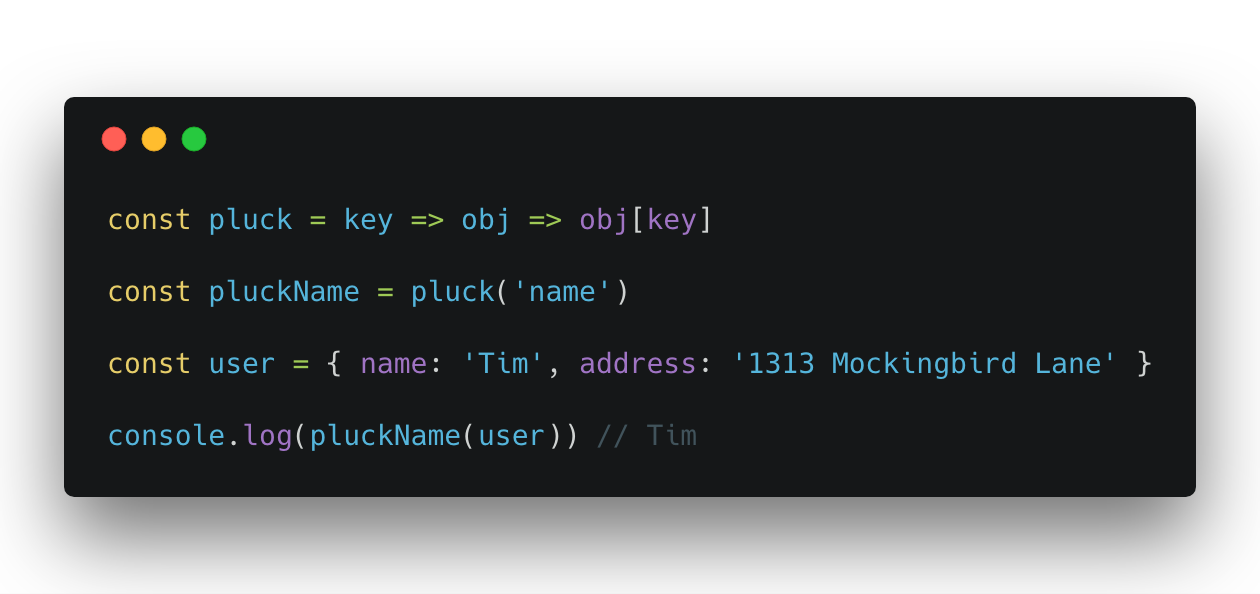 const pluck = key => obj => obj[key]
const pluckName = pluck('name')
const user = { name: 'Tim', address: '1313 Mockingbird Lane' }
console.log(pluckName(user)) // Tim